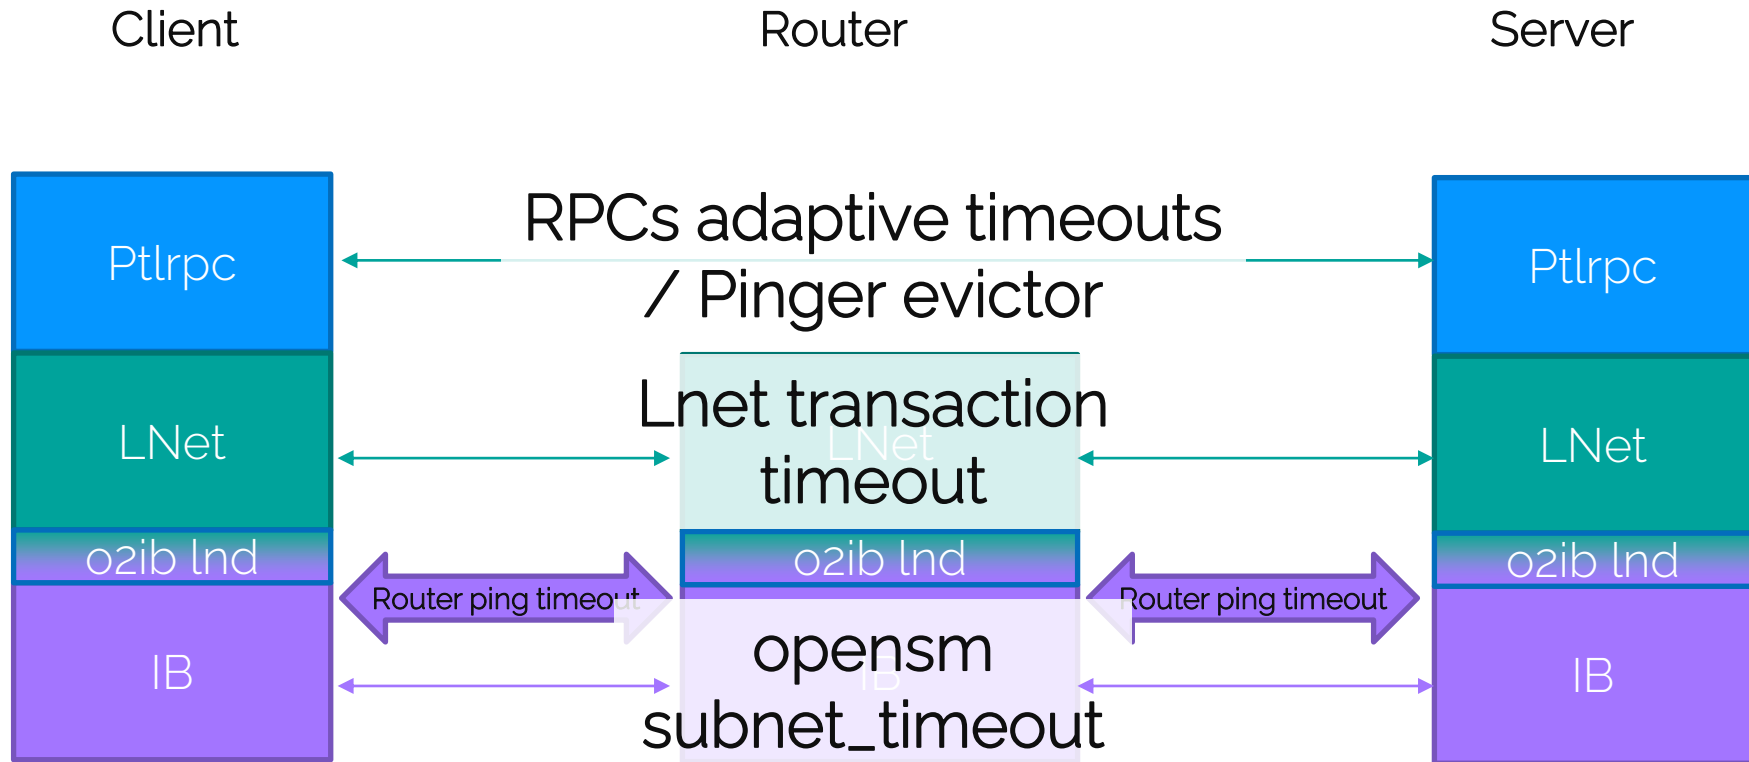 Client
Router
Server
RPCs adaptive timeouts
/ Pinger evictor
Ptlrpc
Ptlrpc
Lnet transaction
timeout
LNet
LNet
LNet
o2ib lnd
o2ib lnd
o2ib lnd
Router ping timeout
Router ping timeout
opensm
subnet_timeout
IB
IB
IB